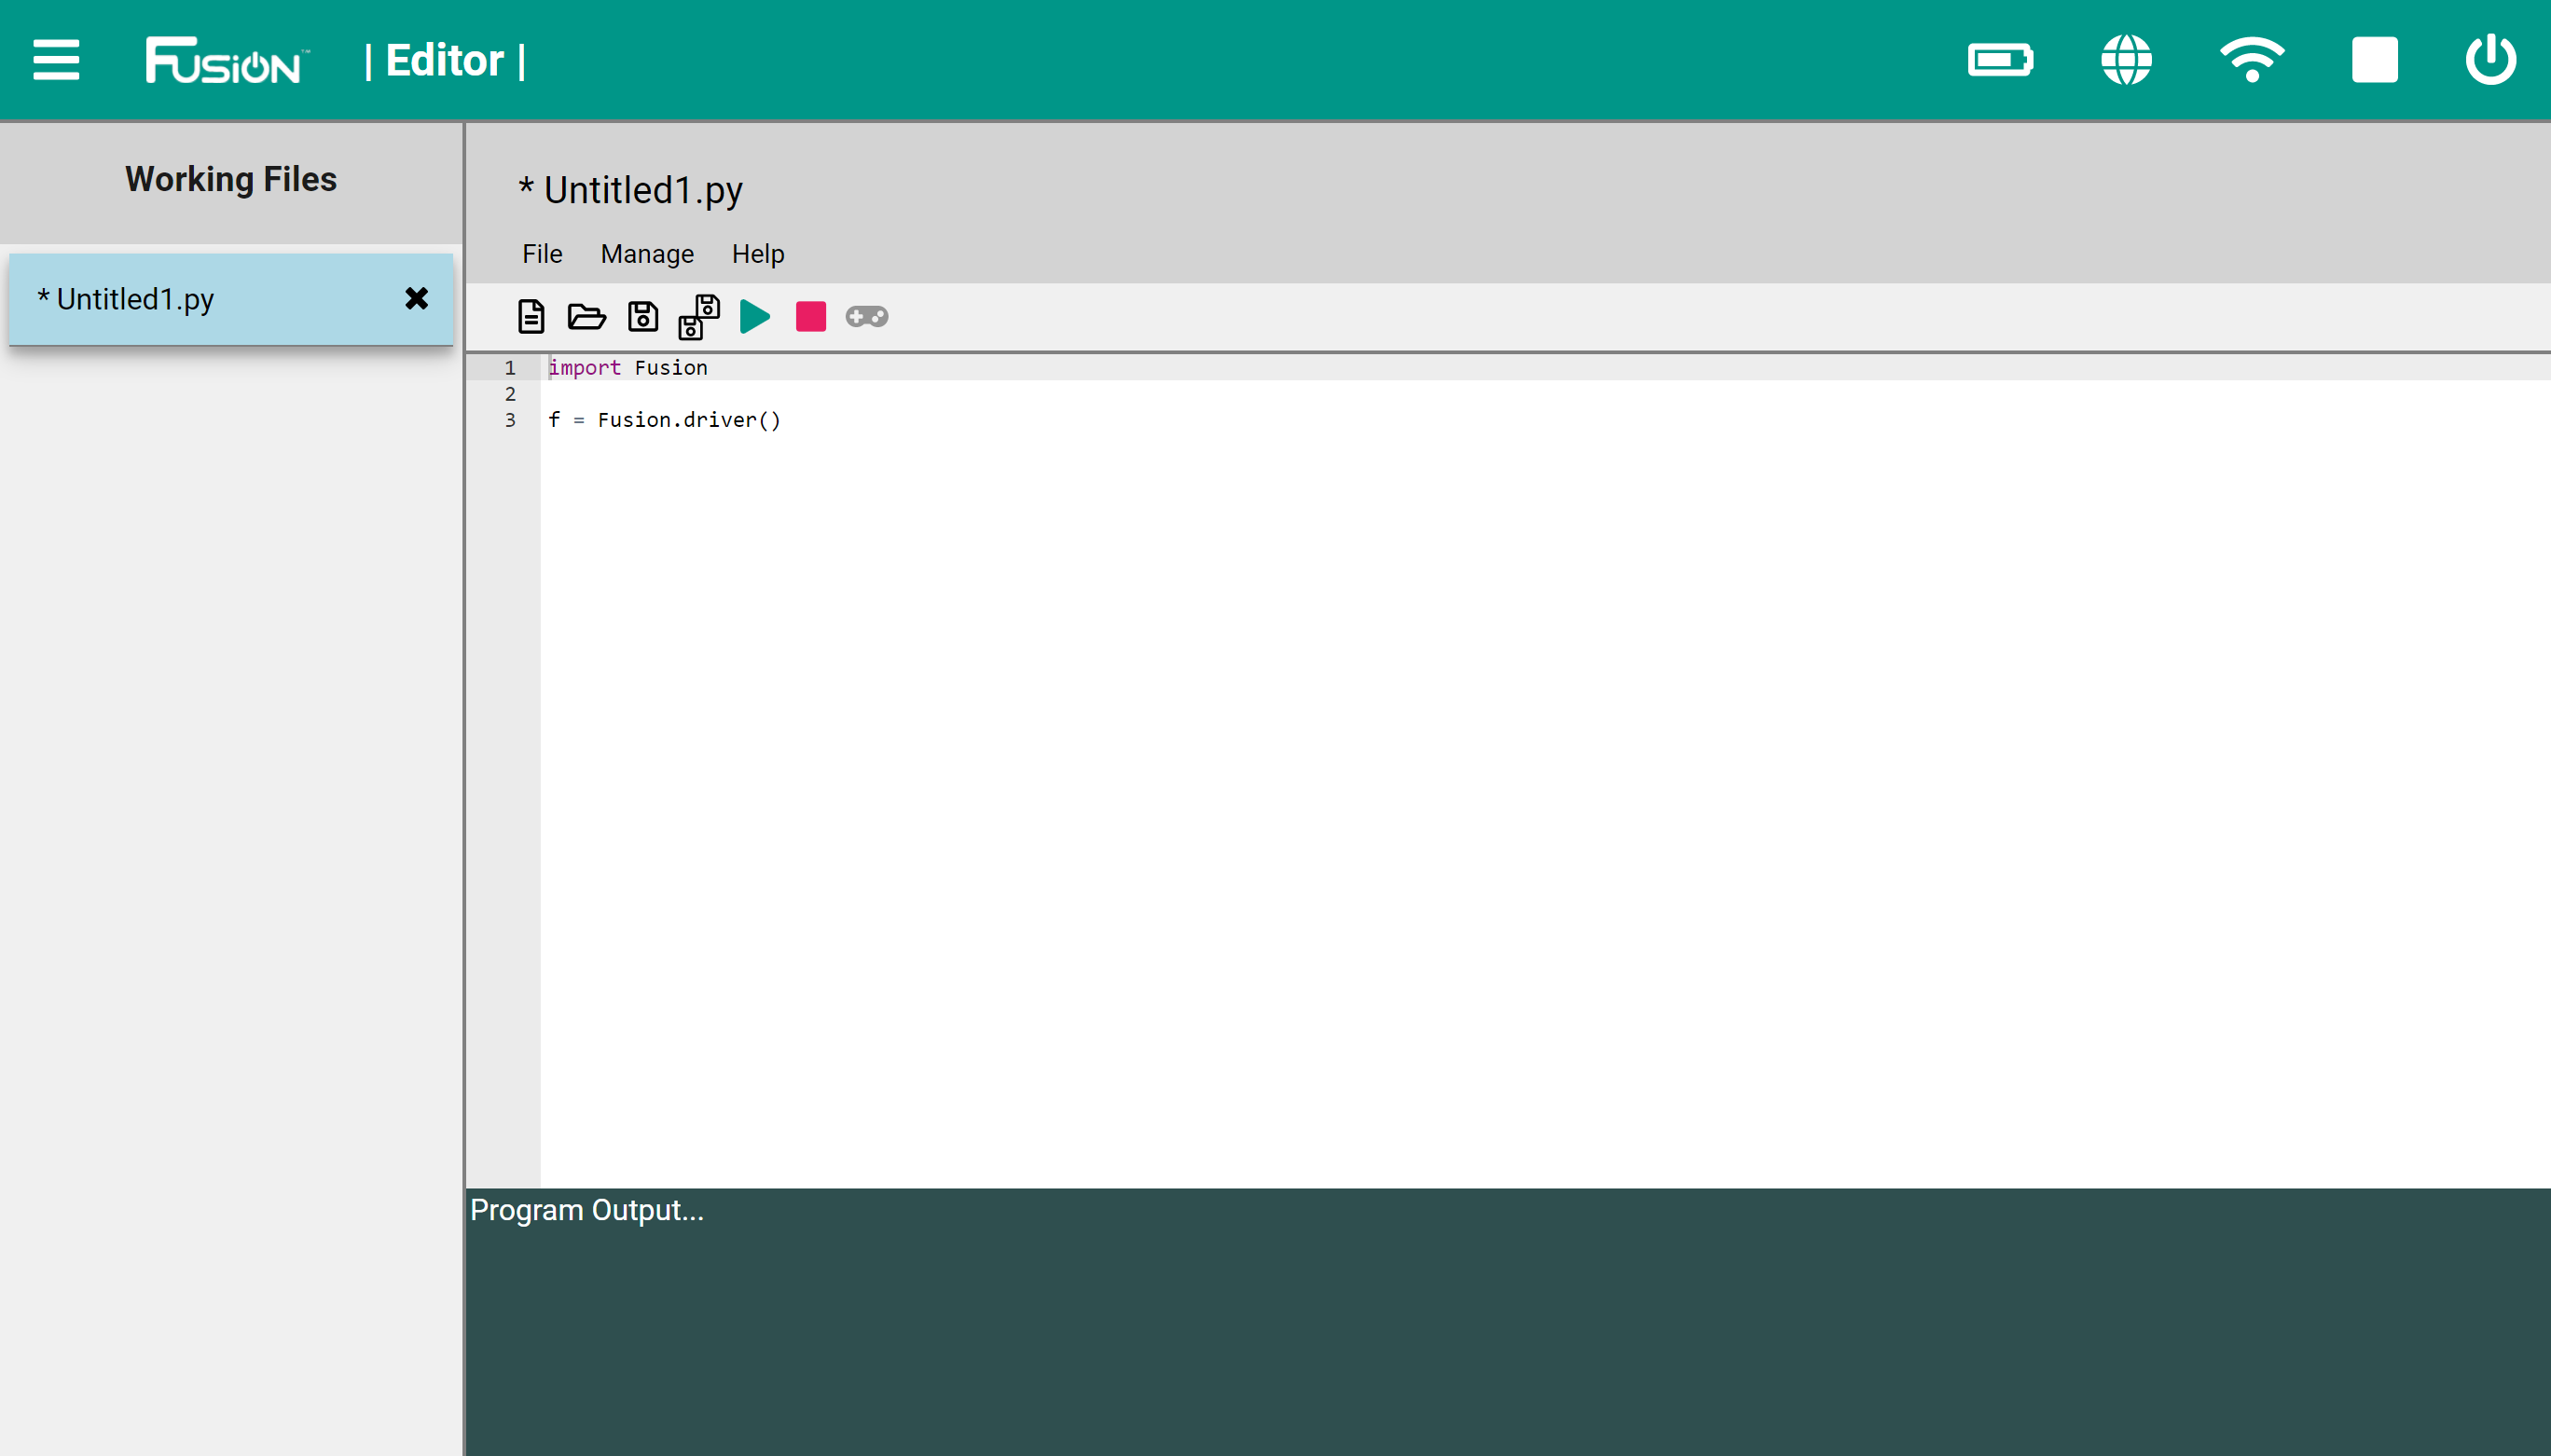 Fusion™ | Editor |
Working Files
* Untitled1.py
* Untitled1.py
File Manage Help
1 import Fusion
2
3 f = Fusion.driver()
Program Output...